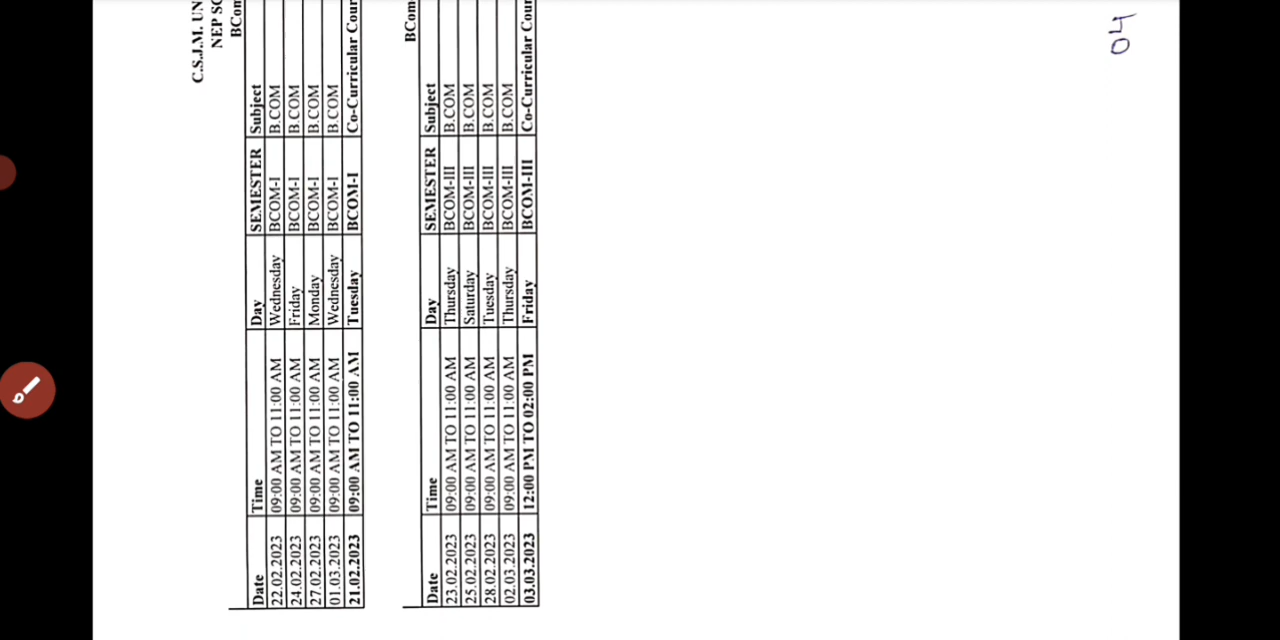 C.S.J.M. UN
NEP SC
BCom
Date Time Day SEMESTER Subject
22.02.2023 09:00 AM TO 11:00 AM Wednesday BCOM-I B.COM
24.02.2023 09:00 AM TO 11:00 AM Friday BCOM-I B.COM
27.02.2023 09:00 AM TO 11:00 AM Monday BCOM-I B.COM
01.03.2023 09:00 AM TO 11:00 AM Wednesday BCOM-I B.COM
21.02.2023 09:00 AM TO 11:00 AM Tuesday BCOM-I Co-Curricular Cour
BCom
Date Time Day SEMESTER Subject
23.02.2023 09:00 AM TO 11:00 AM Thursday BCOM-III B.COM
25.02.2023 09:00 AM TO 11:00 AM Saturday BCOM-III B.COM
28.02.2023 09:00 AM TO 11:00 AM Tuesday BCOM-III B.COM
02.03.2023 09:00 AM TO 11:00 AM Thursday BCOM-III B.COM
03.03.2023 12:00 PM TO 02:00 PM Friday BCOM-III Co-Curricular Cour
04